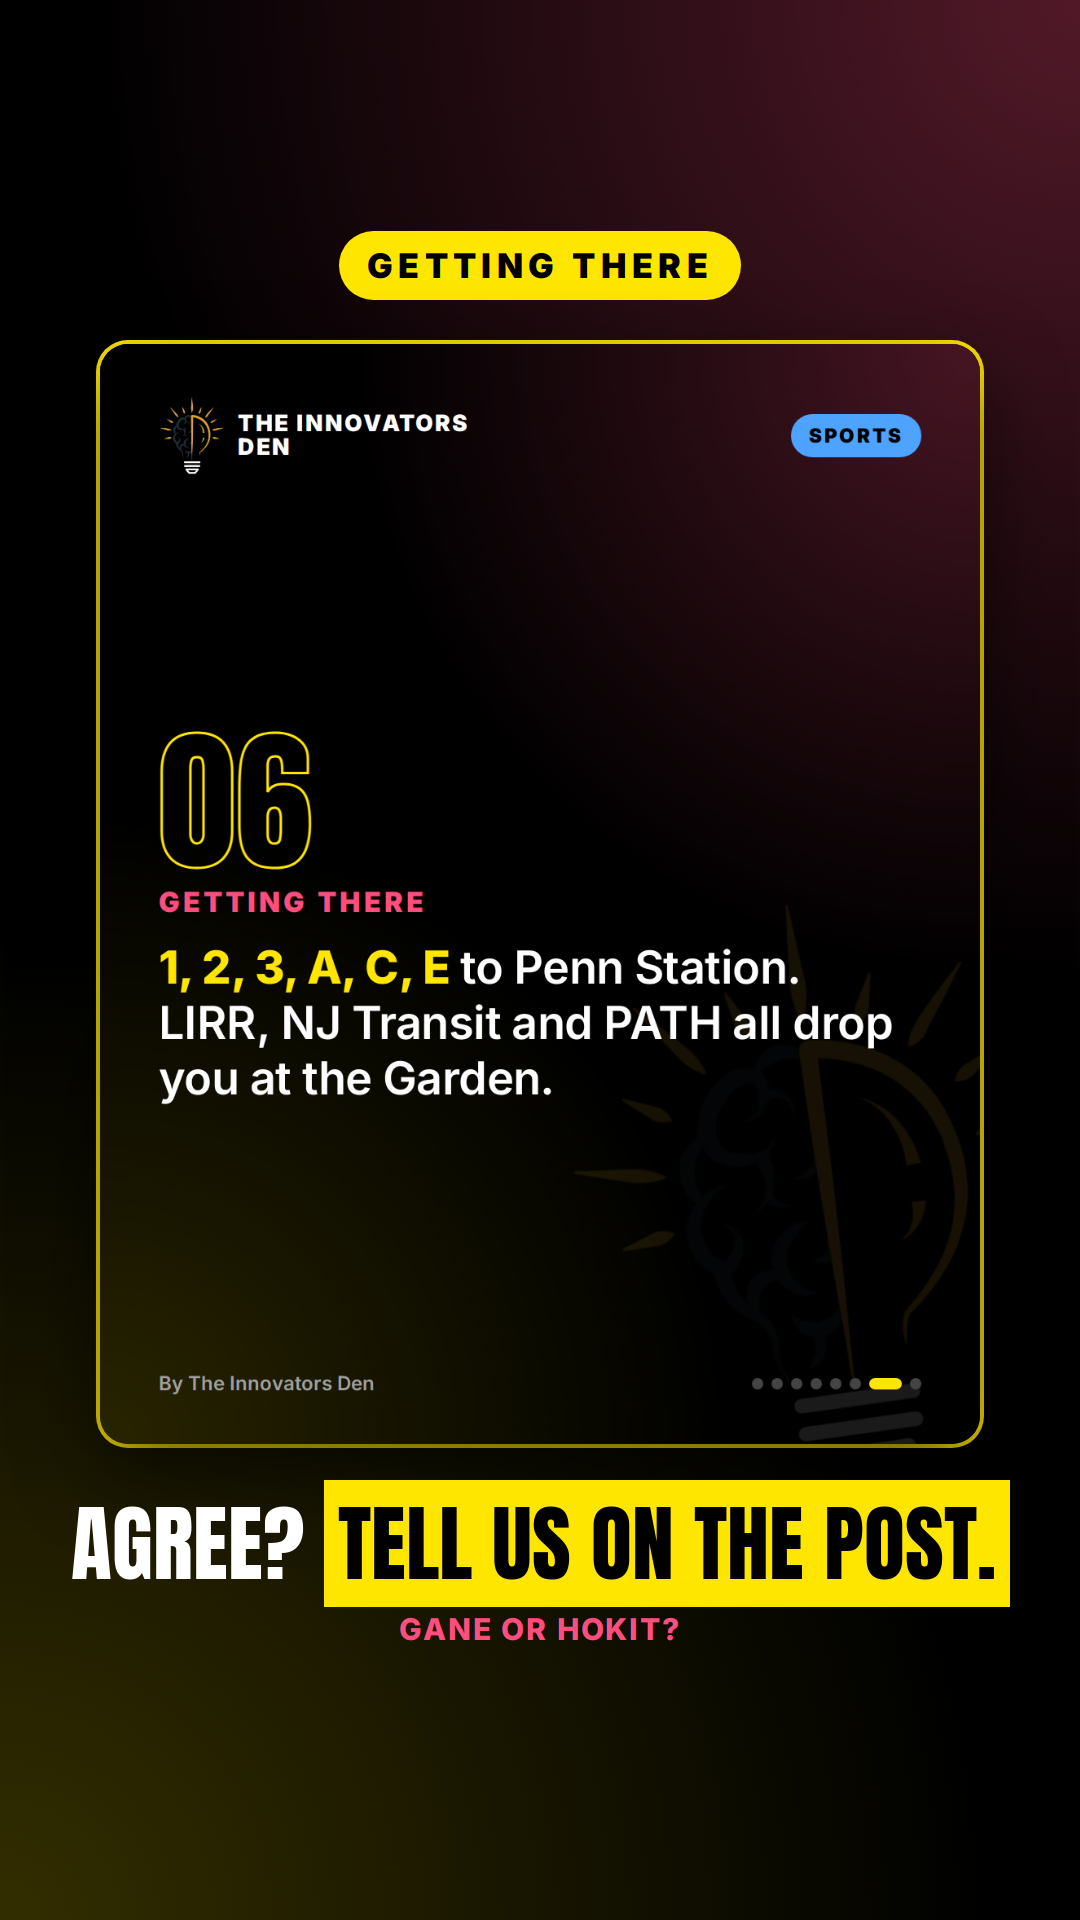 GETTING THERE
THE INNOVATORS
DEN
SPORTS
06
GETTING THERE
1, 2, 3, A, C, E to Penn Station.
LIRR, NJ Transit and PATH all drop
you at the Garden.
By The Innovators Den
AGREE? TELL US ON THE POST.
GANE OR HOKIT?